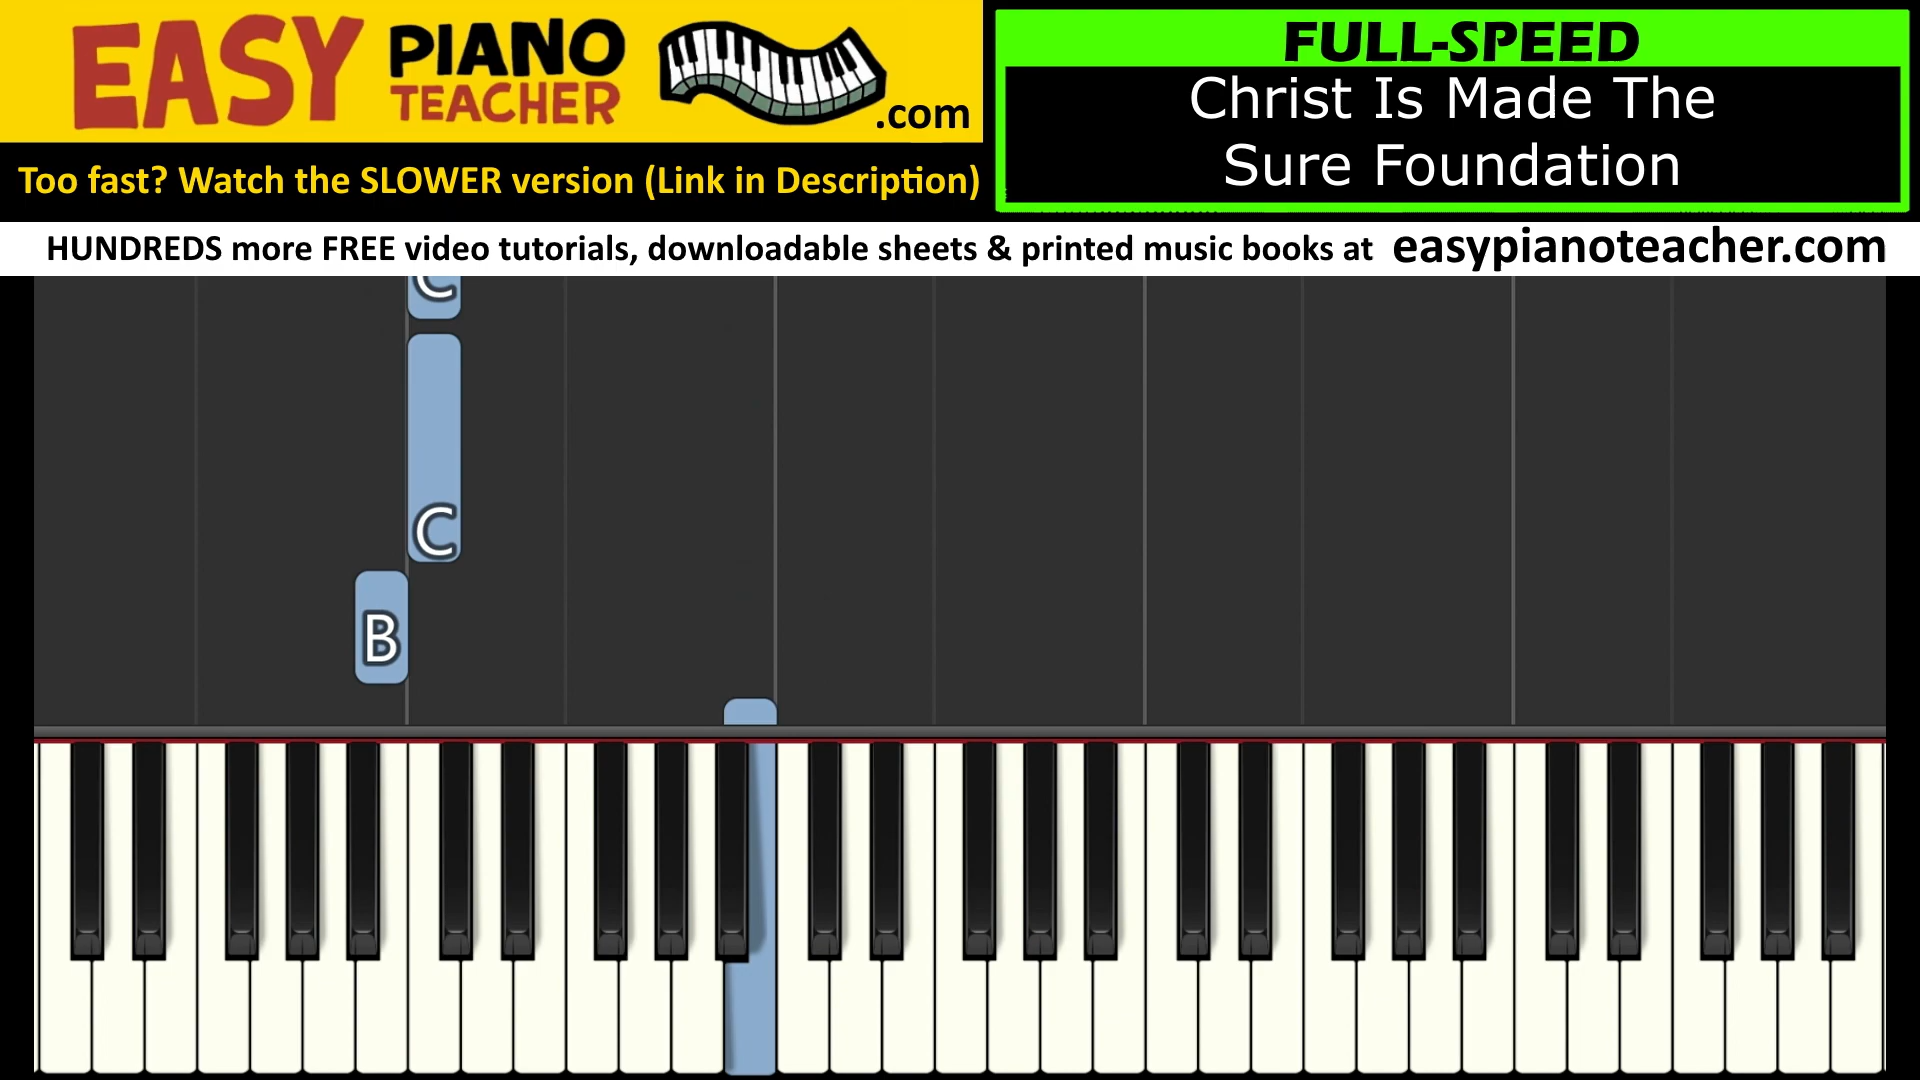 EASY PIANO TEACHER .com
Too fast? Watch the SLOWER version (Link in Description)
FULL-SPEED
Christ Is Made The
Sure Foundation
HUNDREDS more FREE video tutorials, downloadable sheets & printed music books at easypianoteacher.com
C
C
B